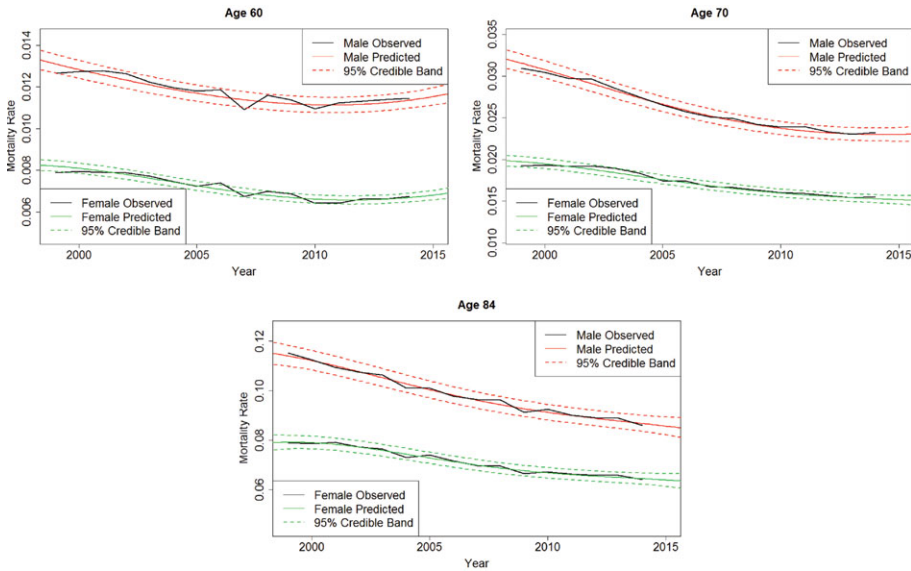 Age 60
Mortality Rate
0.014
0.012
0.010
0.008
0.006
Male Observed
Male Predicted
95% Credible Band
Female Observed
Female Predicted
95% Credible Band
2000
2005
2010
2015
Year
Age 70
Mortality Rate
0.035
0.030
0.025
0.020
0.015
0.010
Male Observed
Male Predicted
95% Credible Band
Female Observed
Female Predicted
95% Credible Band
2000
2005
2010
2015
Year
Age 84
Mortality Rate
0.12
0.10
0.08
0.06
Male Observed
Male Predicted
95% Credible Band
Female Observed
Female Predicted
95% Credible Band
2000
2005
2010
2015
Year